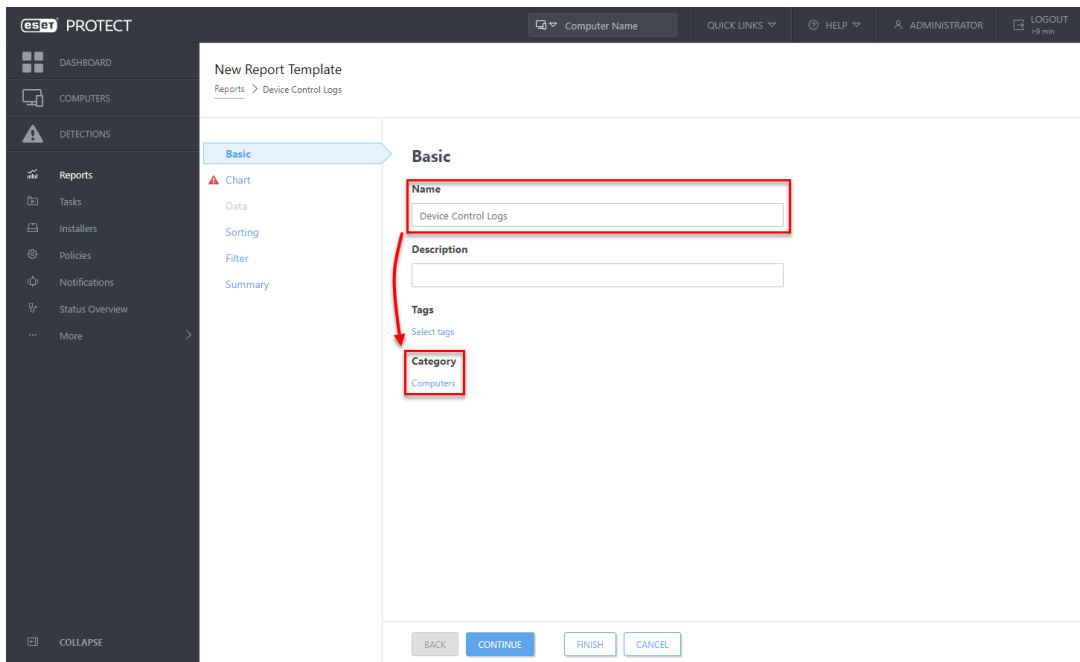 eset PROTECT
Computer Name
QUICK LINKS
HELP
ADMINISTRATOR
LOGOUT
>9 min
DASHBOARD
COMPUTERS
DETECTIONS
Reports
Tasks
Installers
Policies
Notifications
Status Overview
More
COLLAPSE
New Report Template
Reports > Device Control Logs
Basic
Chart
Data
Sorting
Filter
Summary
Basic
Name
Device Control Logs
Description
Tags
Select tags
Category
Computers
BACK
CONTINUE
FINISH
CANCEL